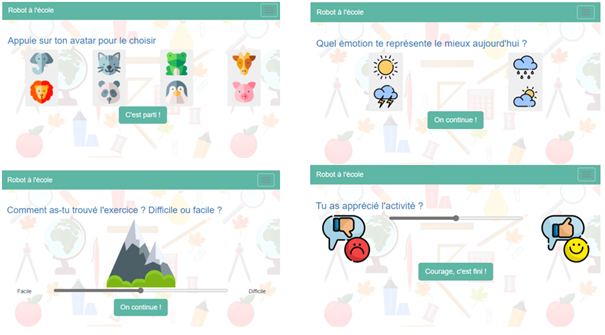 Robot à l'école
Appuie sur ton avatar pour le choisir
C'est parti !
Robot à l'école
Quel émotion te représente le mieux aujourd'hui ?
On continue !
Robot à l'école
Comment as-tu trouvé l'exercice ? Difficile ou facile ?
Facile
Difficile
On continue !
Robot à l'école
Tu as apprécié l'activité ?
Courage, c'est fini !